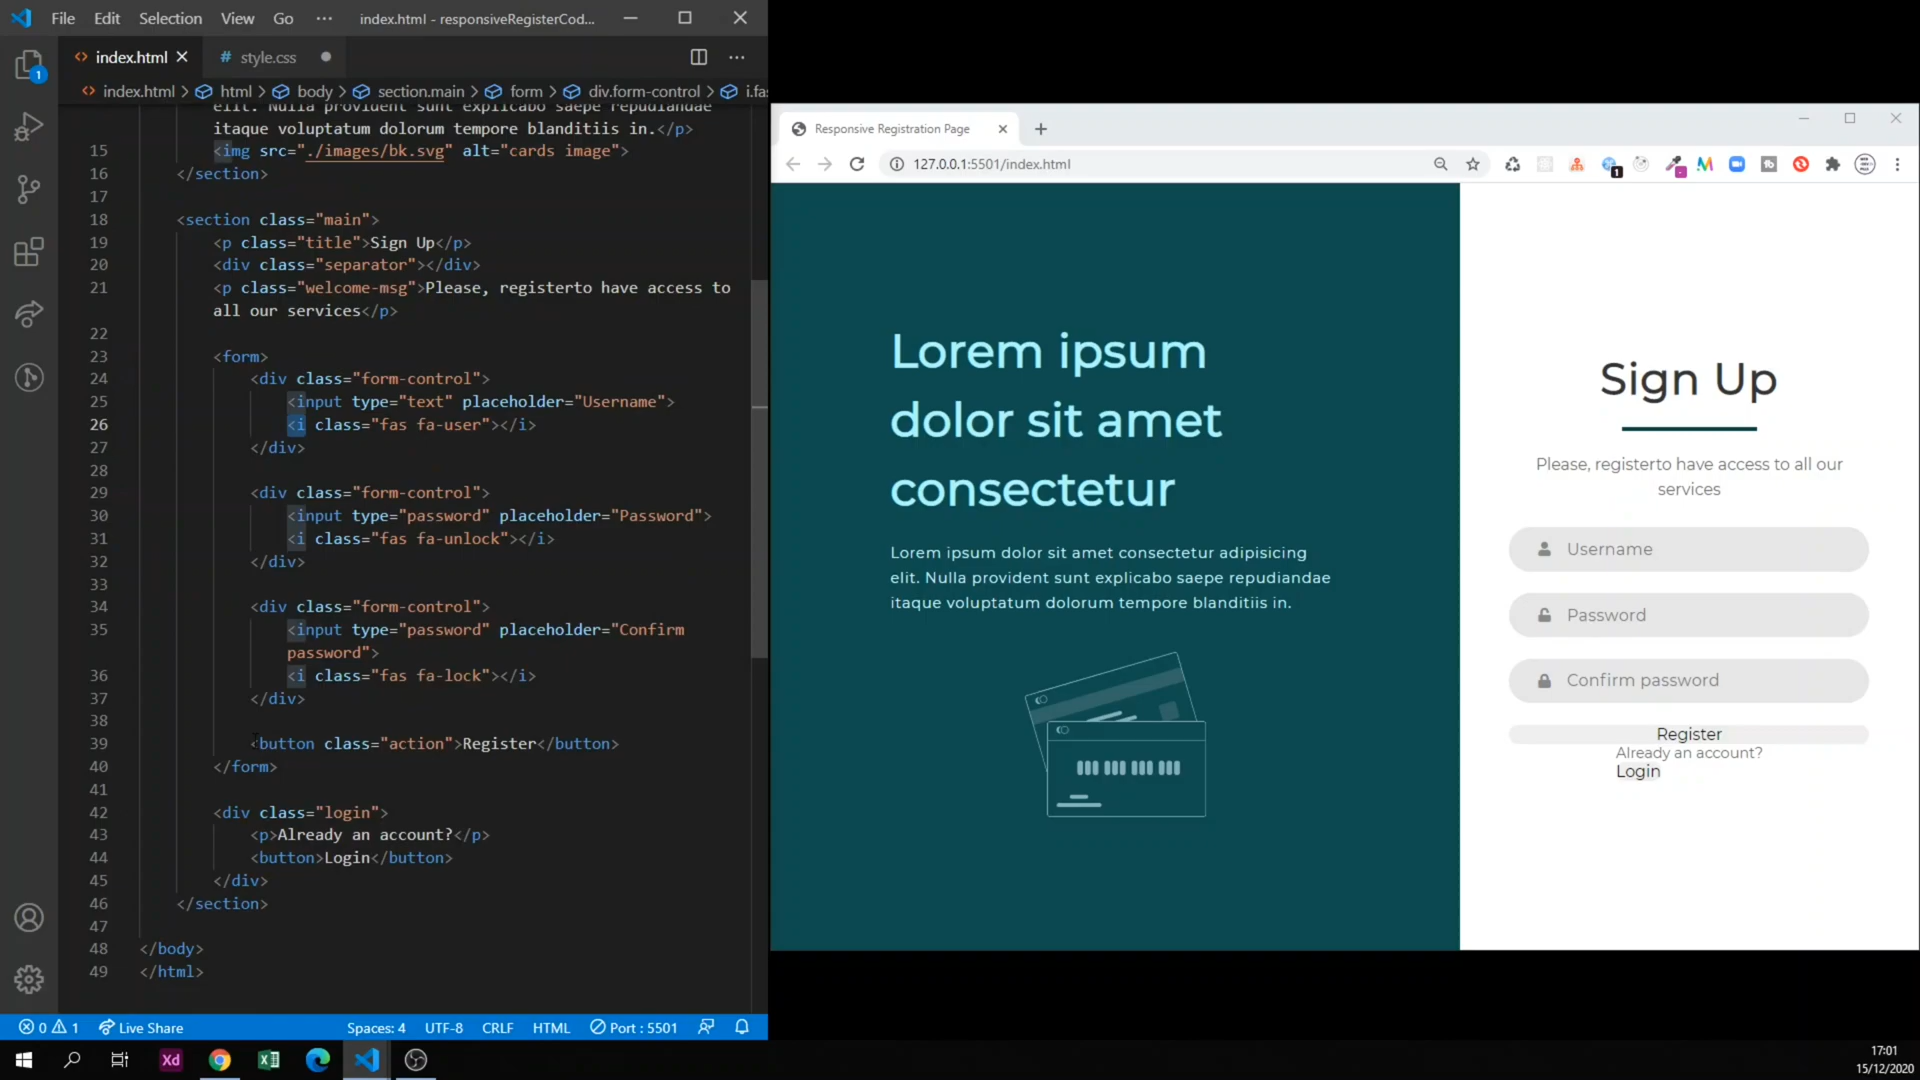 File Edit Selection View Go ··· index.html - responsiveRegisterCod...
index.html style.css
index.html > html > body > section.main > form > div.form-control > i.fas
elit. Nulla provident sunt explicabo saepe repudiandae
itaque voluptatum dolorum tempore blanditiis in.</p>
15 <img src="./images/bk.svg" alt="cards image">
16 </section>
17
18 <section class="main">
19 <p class="title">Sign Up</p>
20 <div class="separator"></div>
21 <p class="welcome-msg">Please, registerto have access to
all our services</p>
22
23 <form>
24 <div class="form-control">
25 <input type="text" placeholder="Username">
26 <i class="fas fa-user"></i>
27 </div>
28
29 <div class="form-control">
30 <input type="password" placeholder="Password">
31 <i class="fas fa-unlock"></i>
32 </div>
33
34 <div class="form-control">
35 <input type="password" placeholder="Confirm
password">
36 <i class="fas fa-lock"></i>
37 </div>
38
39 <button class="action">Register</button>
40 </form>
41
42 <div class="login">
43 <p>Already an account?</p>
44 <button>Login</button>
45 </div>
46 </section>
47
48 </body>
49 </html>
0 1 Live Share Spaces: 4 UTF-8 CRLF HTML Port : 5501
Responsive Registration Page
127.0.0.1:5501/index.html
Lorem ipsum
dolor sit amet
consectetur
Lorem ipsum dolor sit amet consectetur adipisicing
elit. Nulla provident sunt explicabo saepe repudiandae
itaque voluptatum dolorum tempore blanditiis in.
Sign Up
Please, registerto have access to all our
services
Username
Password
Confirm password
Register
Already an account?
Login
Xd
17:01
15/12/2020